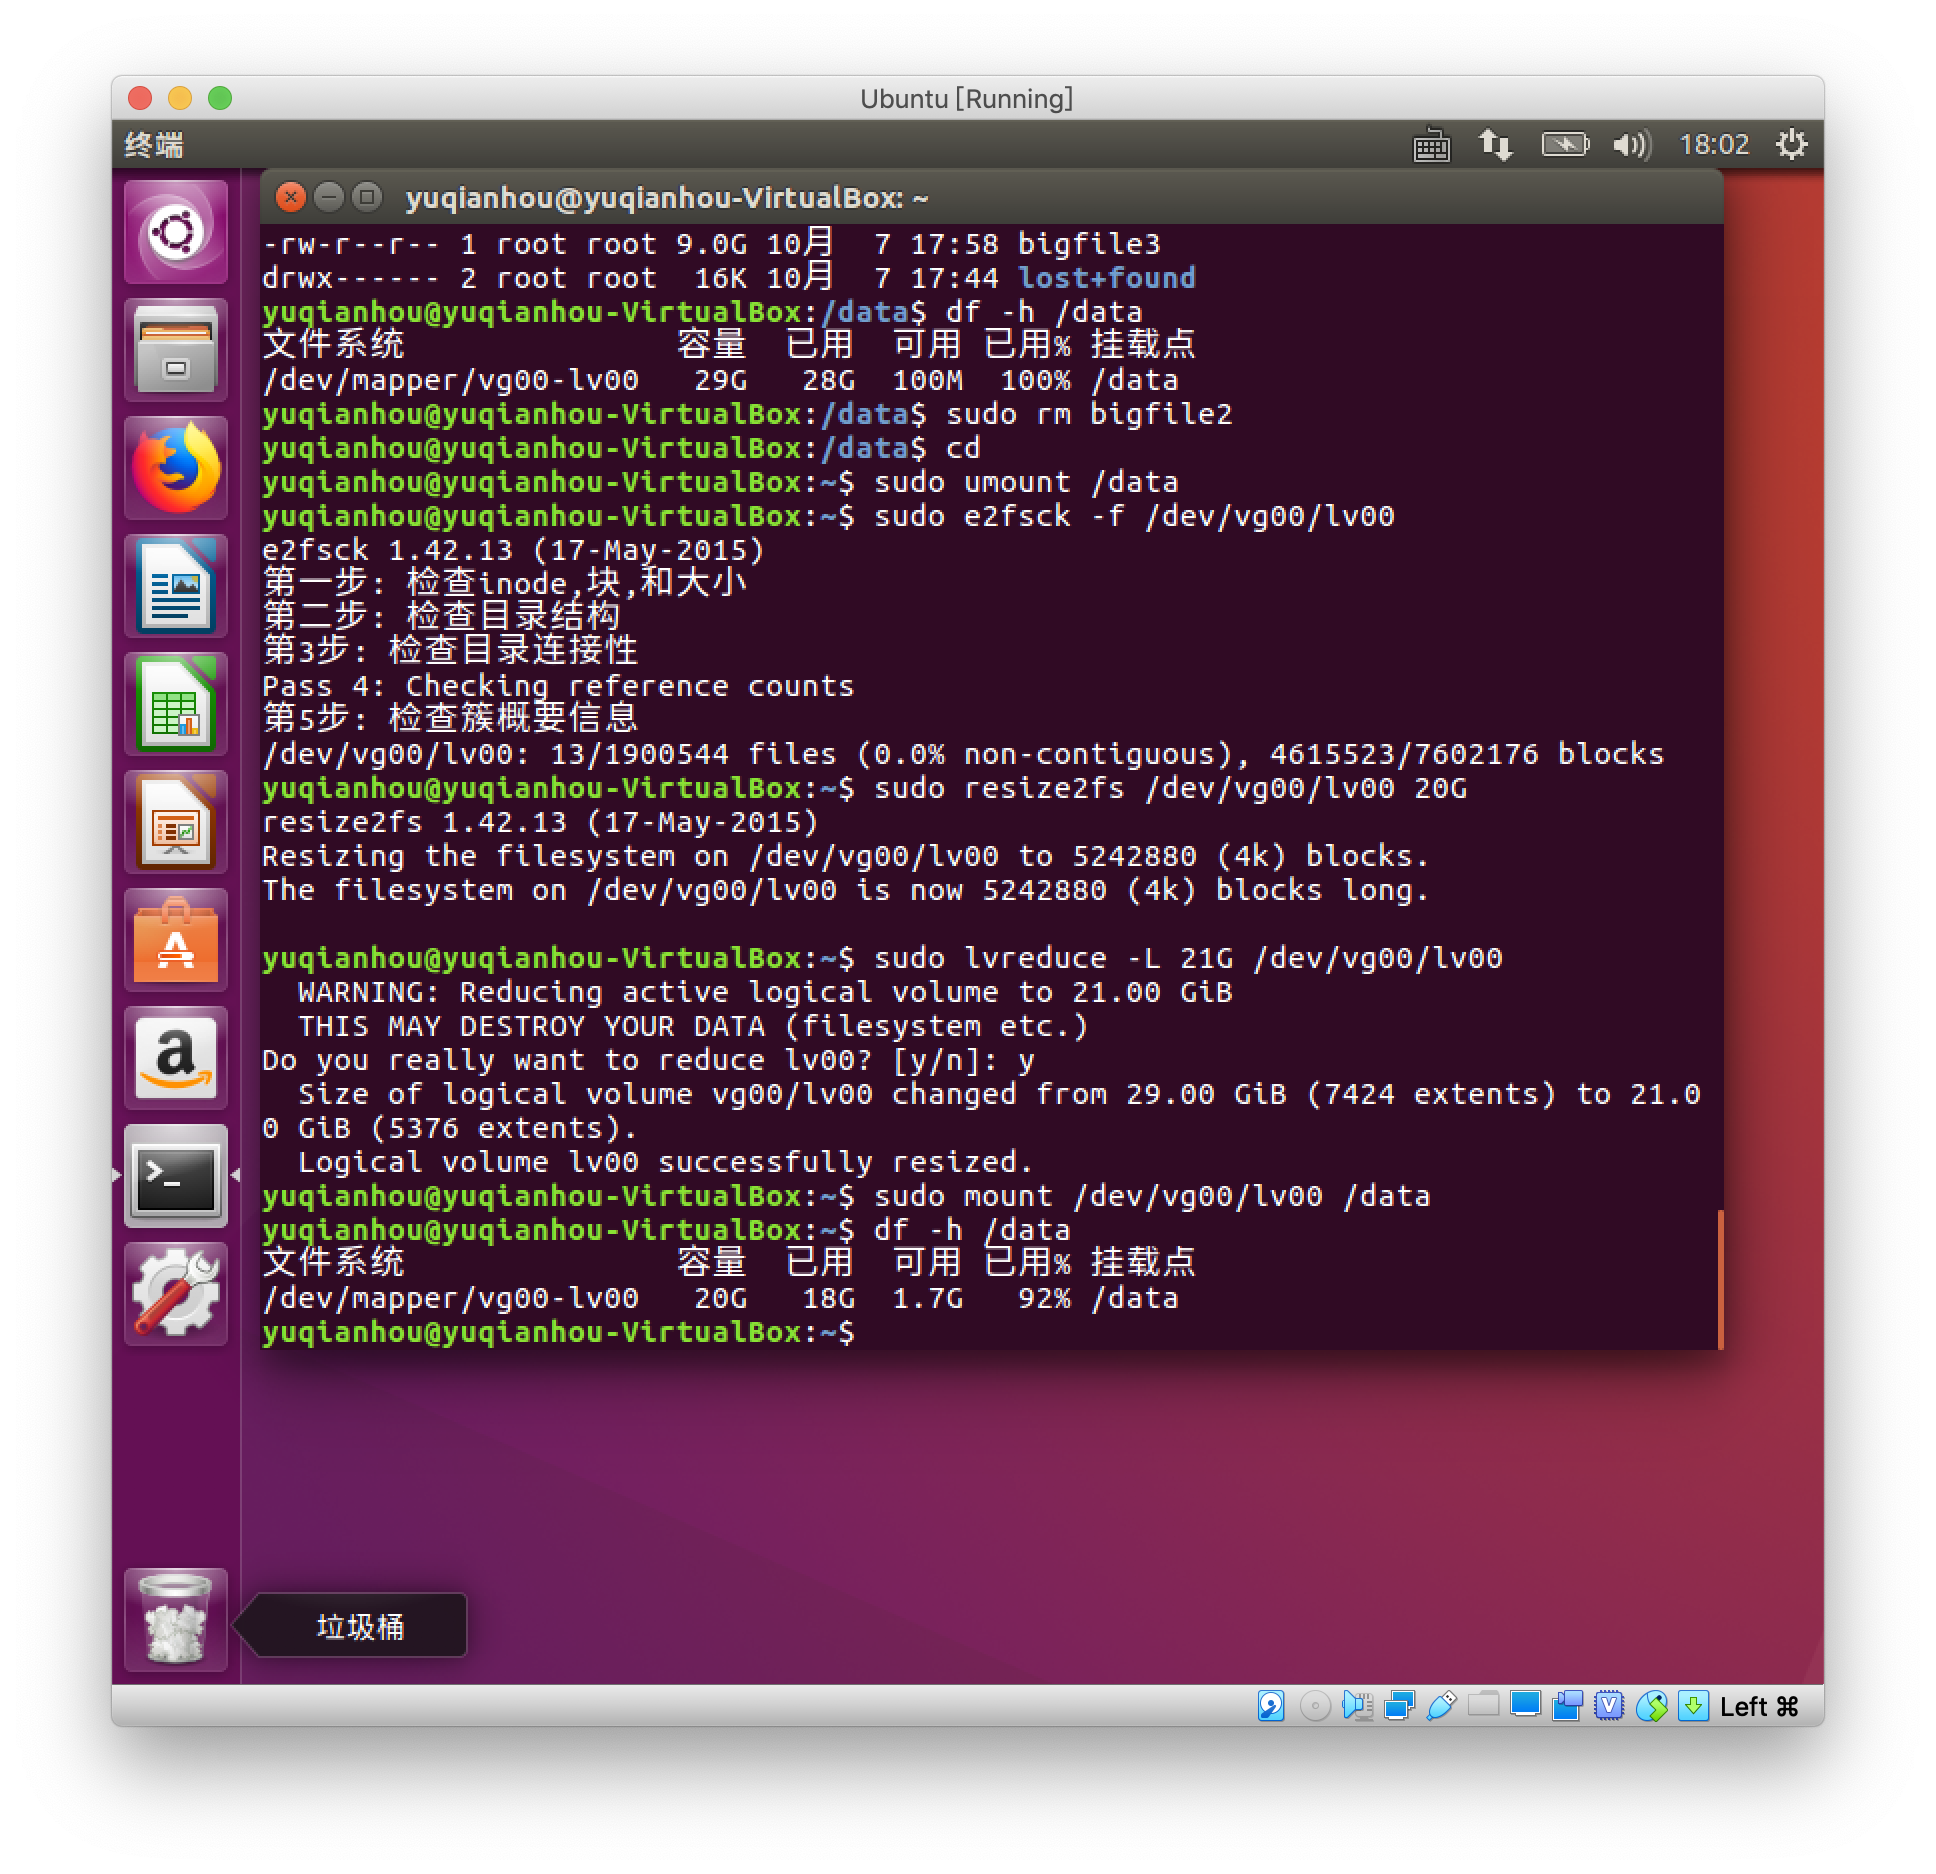 Ubuntu [Running]
终端
18:02
yuqianhou@yuqianhou-VirtualBox: ~
-rw-r--r-- 1 root root 9.0G 10月  7 17:58 bigfile3
drwx------ 2 root root  16K 10月  7 17:44 lost+found
yuqianhou@yuqianhou-VirtualBox:/data$ df -h /data
文件系统               容量  已用  可用 已用% 挂载点
/dev/mapper/vg00-lv00   29G   28G  100M  100% /data
yuqianhou@yuqianhou-VirtualBox:/data$ sudo rm bigfile2
yuqianhou@yuqianhou-VirtualBox:/data$ cd
yuqianhou@yuqianhou-VirtualBox:~$ sudo umount /data
yuqianhou@yuqianhou-VirtualBox:~$ sudo e2fsck -f /dev/vg00/lv00
e2fsck 1.42.13 (17-May-2015)
第一步: 检查inode,块,和大小
第二步: 检查目录结构
第3步: 检查目录连接性
Pass 4: Checking reference counts
第5步: 检查簇概要信息
/dev/vg00/lv00: 13/1900544 files (0.0% non-contiguous), 4615523/7602176 blocks
yuqianhou@yuqianhou-VirtualBox:~$ sudo resize2fs /dev/vg00/lv00 20G
resize2fs 1.42.13 (17-May-2015)
Resizing the filesystem on /dev/vg00/lv00 to 5242880 (4k) blocks.
The filesystem on /dev/vg00/lv00 is now 5242880 (4k) blocks long.
yuqianhou@yuqianhou-VirtualBox:~$ sudo lvreduce -L 21G /dev/vg00/lv00
  WARNING: Reducing active logical volume to 21.00 GiB
  THIS MAY DESTROY YOUR DATA (filesystem etc.)
Do you really want to reduce lv00? [y/n]: y
  Size of logical volume vg00/lv00 changed from 29.00 GiB (7424 extents) to 21.0
0 GiB (5376 extents).
  Logical volume lv00 successfully resized.
yuqianhou@yuqianhou-VirtualBox:~$ sudo mount /dev/vg00/lv00 /data
yuqianhou@yuqianhou-VirtualBox:~$ df -h /data
文件系统               容量  已用  可用 已用% 挂载点
/dev/mapper/vg00-lv00   20G   18G  1.7G   92% /data
yuqianhou@yuqianhou-VirtualBox:~$
垃圾桶
Left ⌘